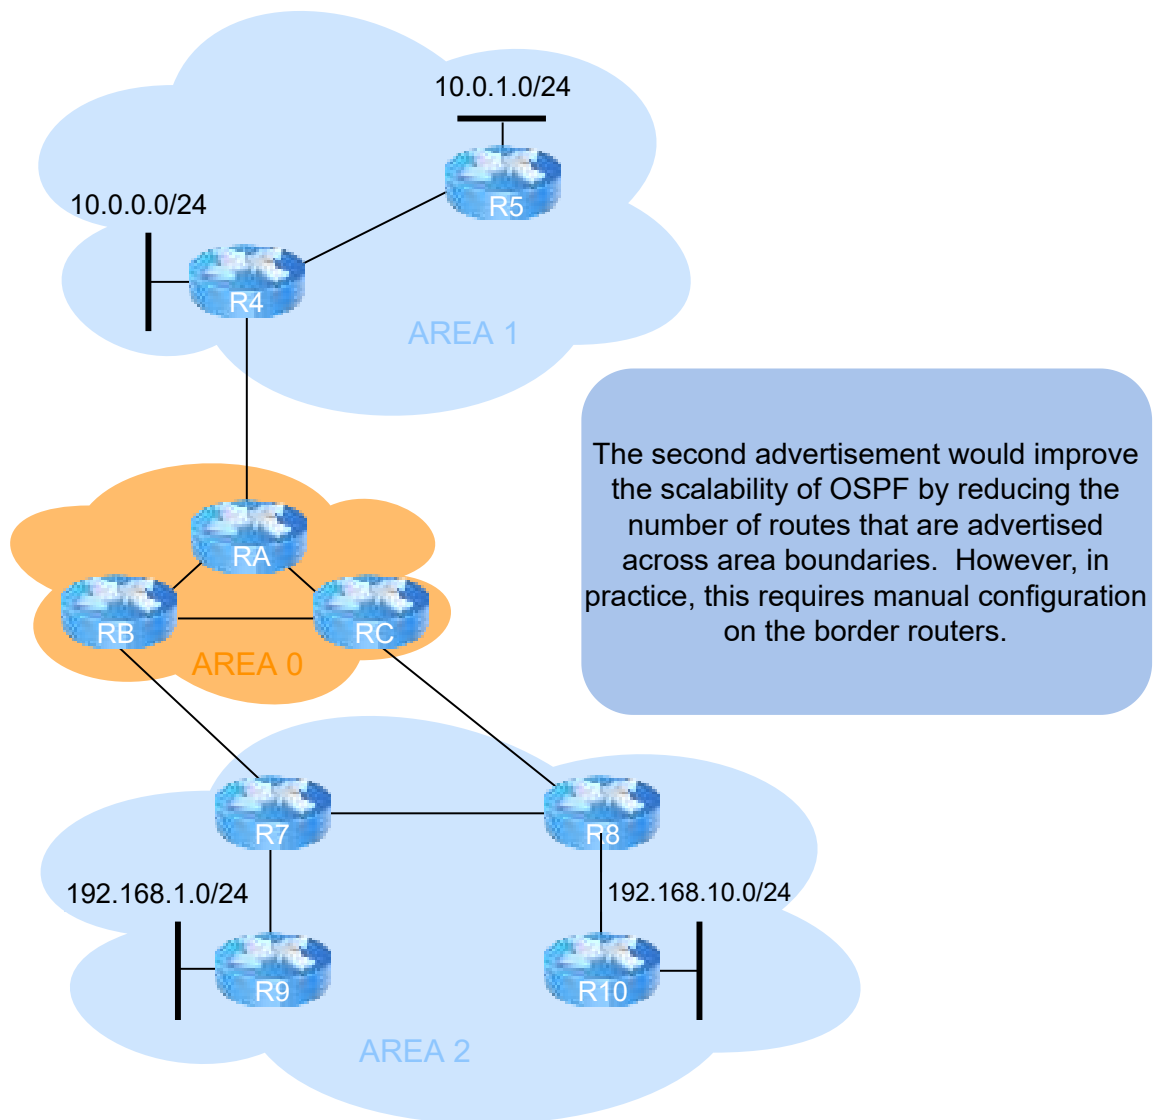 10.0.1.0/24
R5
10.0.0.0/24
R4
AREA 1
The second advertisement would improve
the scalability of OSPF by reducing the
number of routes that are advertised
across area boundaries.  However, in
practice, this requires manual configuration
on the border routers.
RA
RB
RC
AREA 0
R7
R8
192.168.1.0/24
192.168.10.0/24
R9
R10
AREA 2